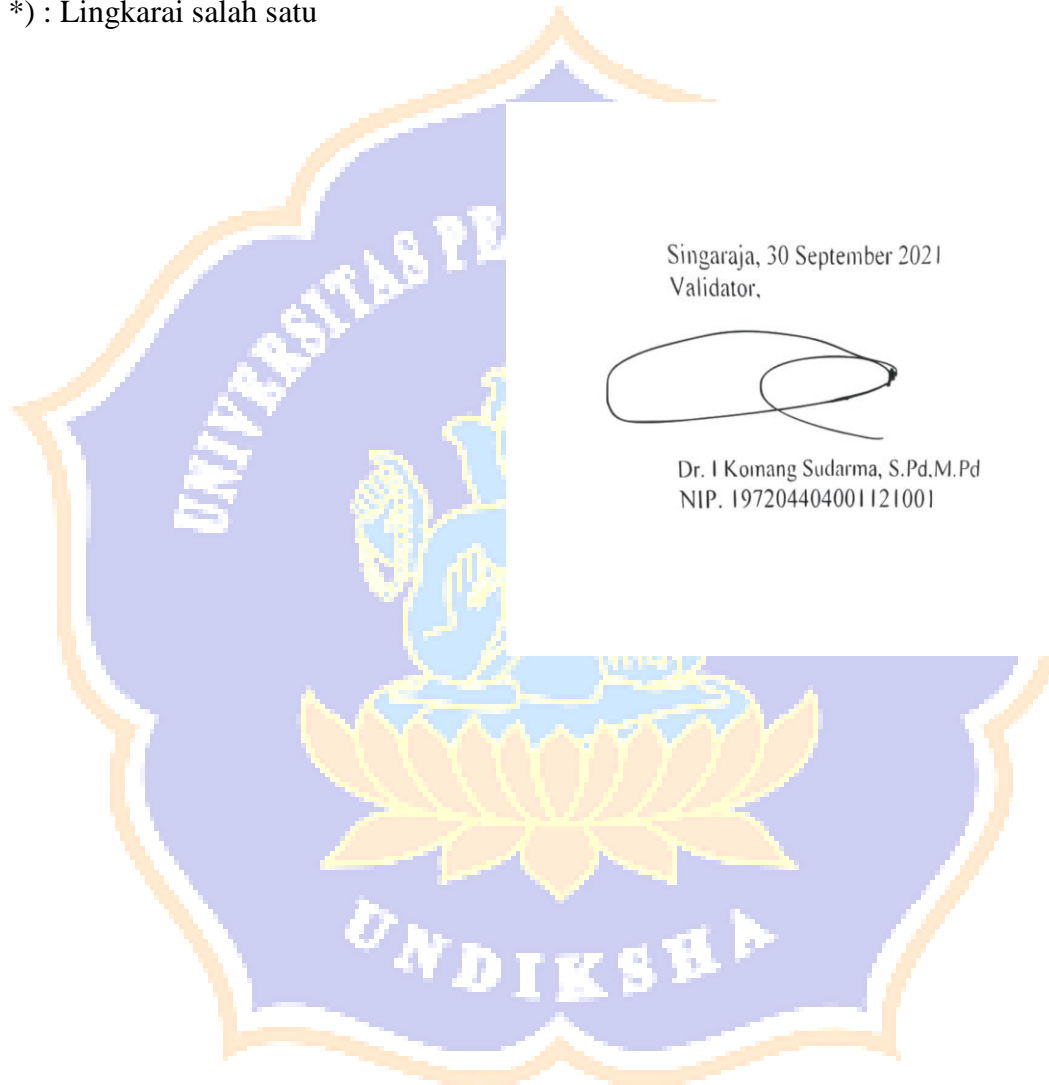 *) : Lingkarai salah satu
UNIVERSITAS PE
Singaraja, 30 September 2021
Validator,
Dr. I Komang Sudarma, S.Pd,M.Pd
NIP. 197204404001121001
UNDIKSHA